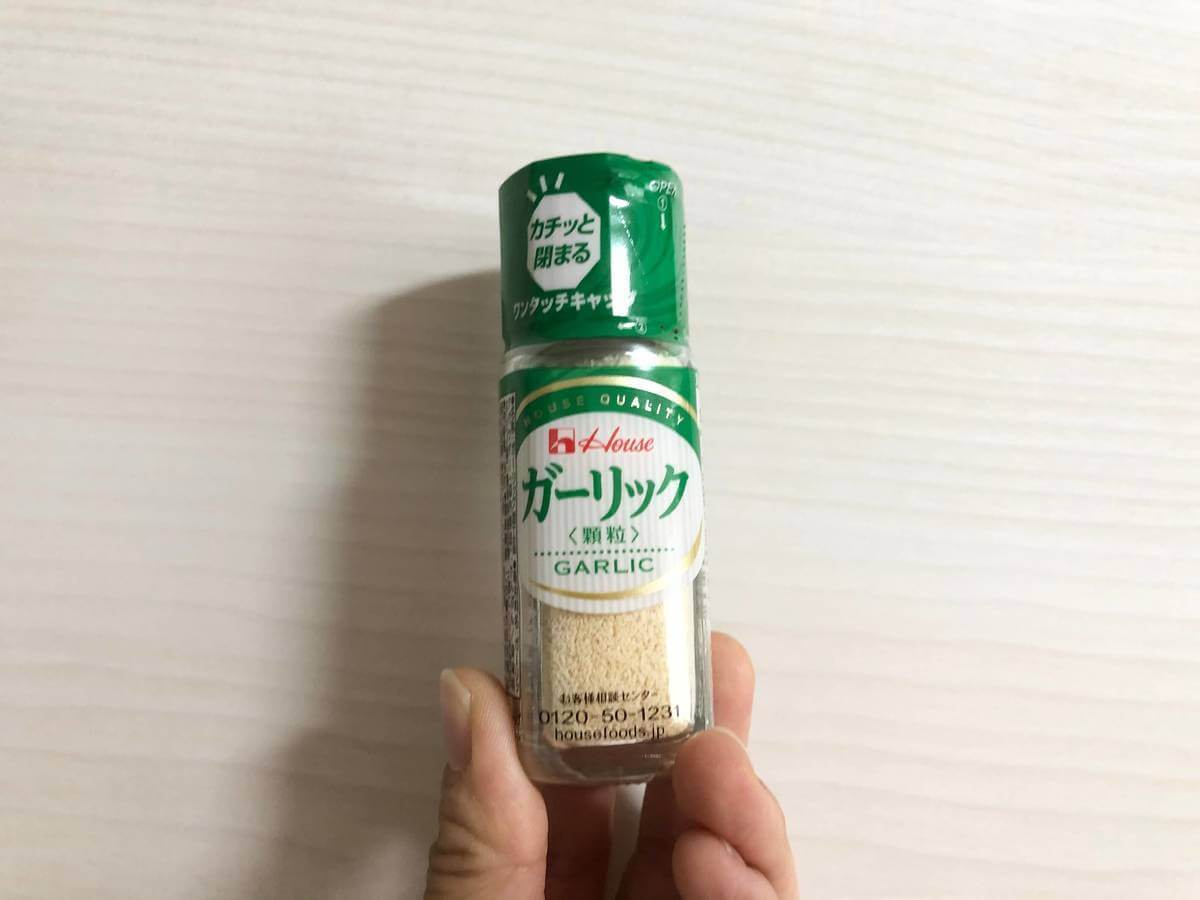 カチッと
閉まる
ワンタッチキャップ
OPEN
①
②
HOUSE QUALITY
House
ガーリック
〈顆粒〉
GARLIC
お客様相談センター
0120-50-1231
housefoods.jp